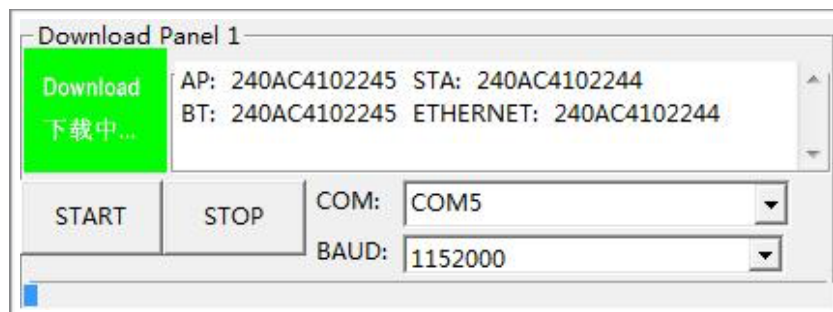 Download Panel 1
Download
下载中...
AP: 240AC4102245 STA: 240AC4102244
BT: 240AC4102245 ETHERNET: 240AC4102244
START
STOP
COM: COM5
BAUD: 1152000